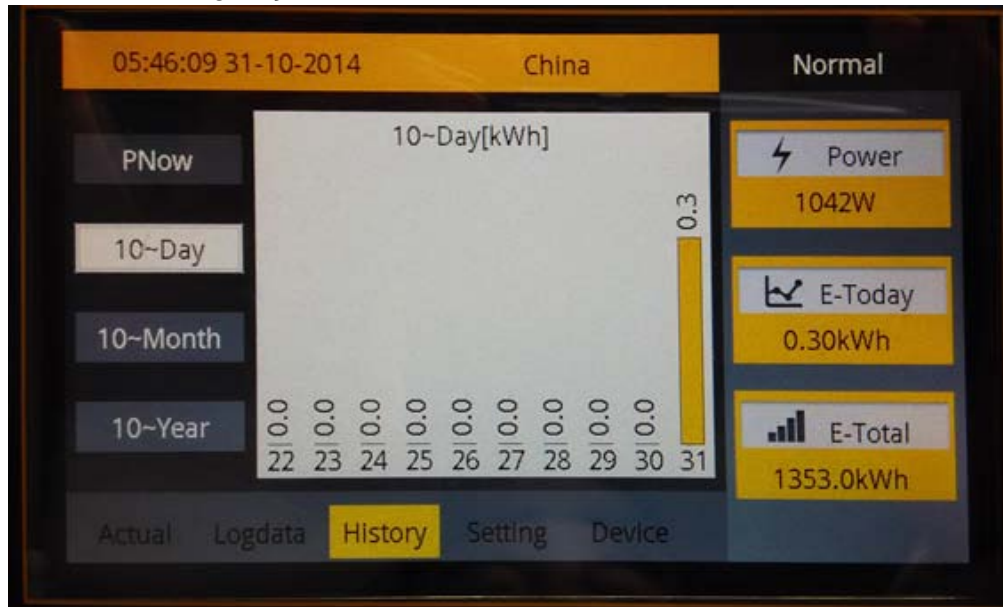 05:46:09 31-10-2014 China Normal
10~Day[kWh]
PNow
10~Day
10~Month
10~Year
0.0 0.0 0.0 0.0 0.0 0.0 0.0 0.0 0.0 0.3
22 23 24 25 26 27 28 29 30 31
Power
1042W
E-Today
0.30kWh
E-Total
1353.0kWh
Actual Logdata History Setting Device